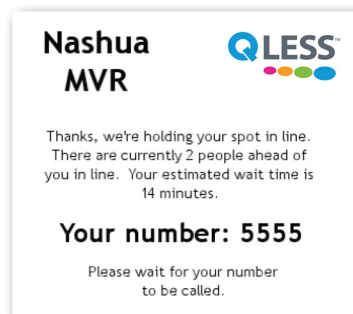 Nashua
MVR
QLESS™
Thanks, we're holding your spot in line.
There are currently 2 people ahead of
you in line. Your estimated wait time is
14 minutes.
Your number: 5555
Please wait for your number
to be called.